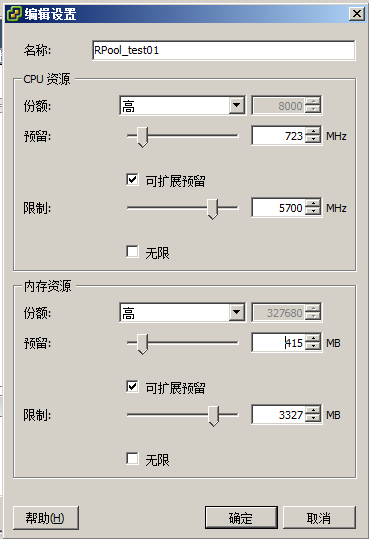 编辑设置
名称: RPool_test01
CPU 资源
份额: 高 8000
预留: 723 MHz
可扩展预留
限制: 5700 MHz
无限
内存资源
份额: 高 327680
预留: 415 MB
可扩展预留
限制: 3327 MB
无限
帮助(H) 确定 取消